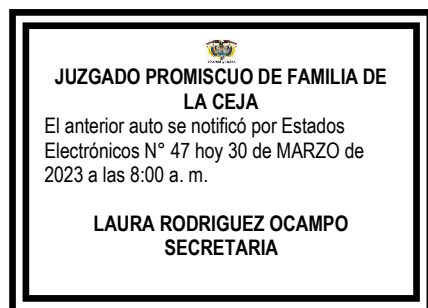 JUZGADO PROMISCUO DE FAMILIA DE
LA CEJA
El anterior auto se notificó por Estados
Electrónicos N° 47 hoy 30 de MARZO de
2023 a las 8:00 a. m.
LAURA RODRIGUEZ OCAMPO
SECRETARIA